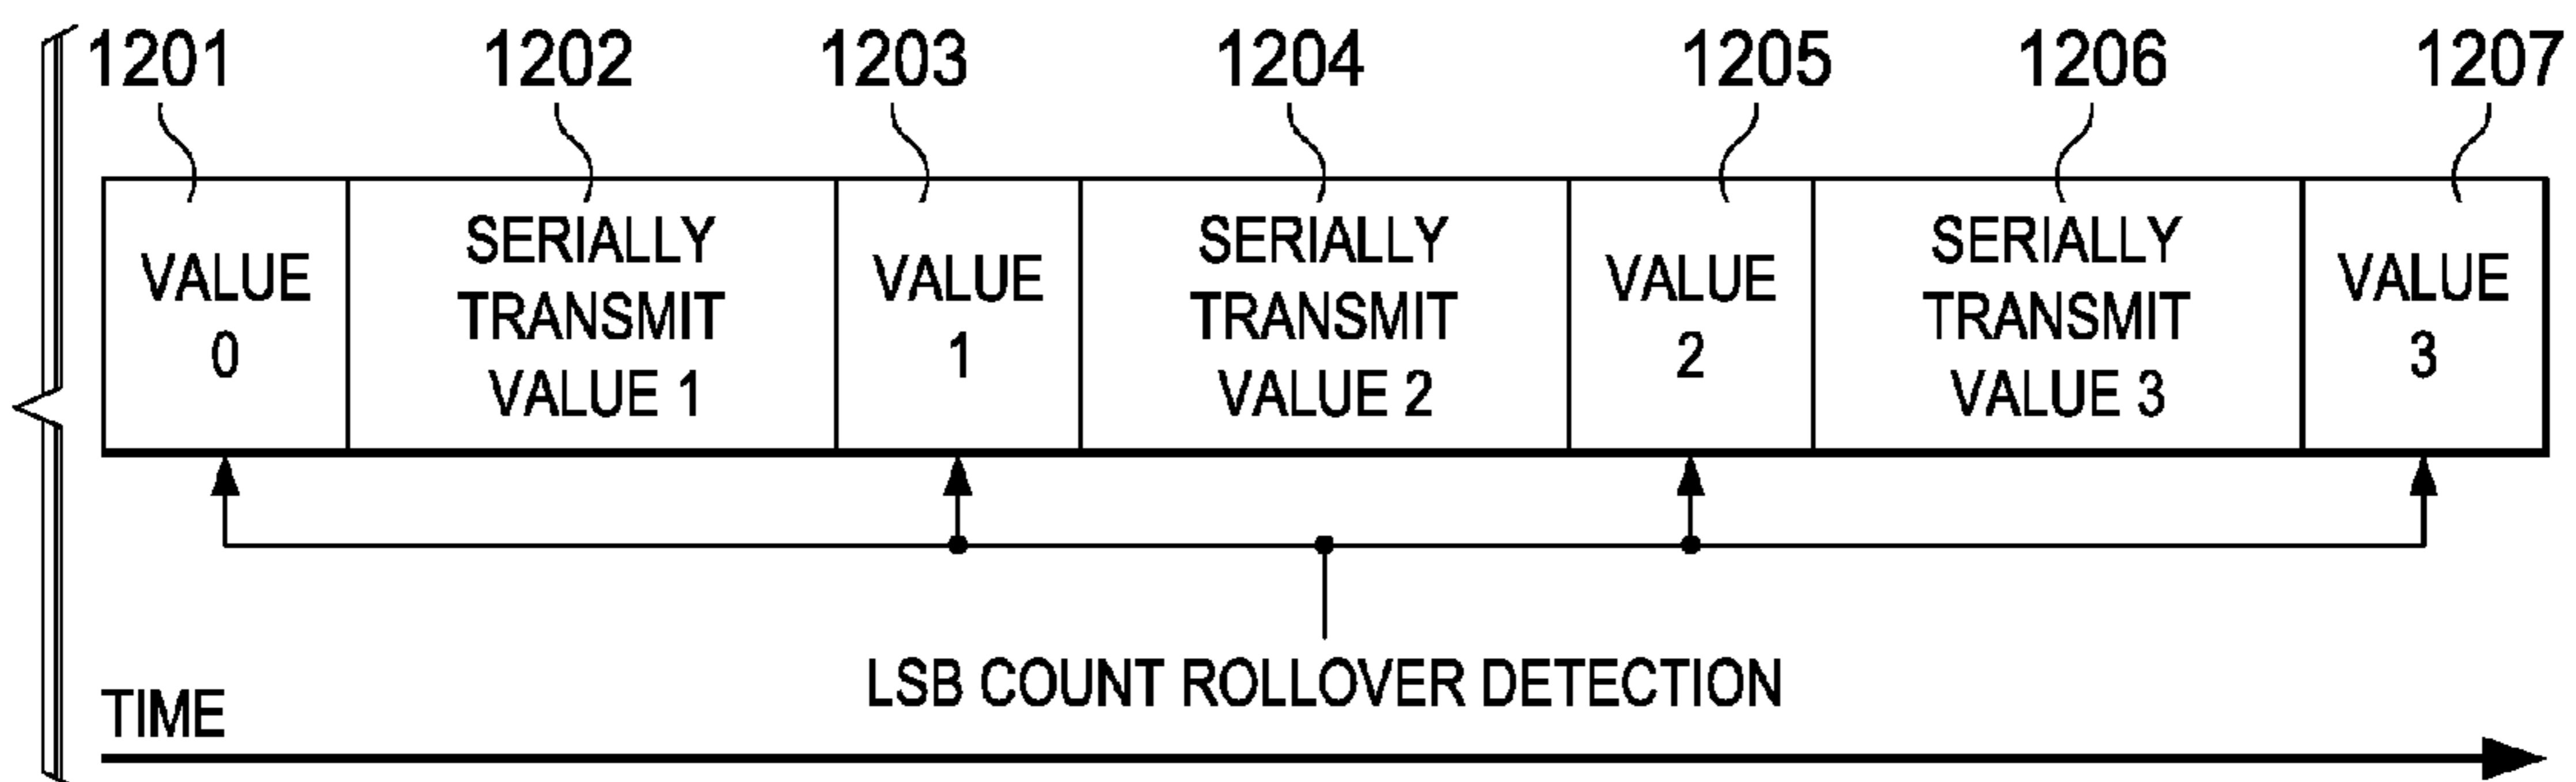 1201 1202 1203 1204 1205 1206 1207
VALUE 0
SERIALLY TRANSMIT VALUE 1
VALUE 1
SERIALLY TRANSMIT VALUE 2
VALUE 2
SERIALLY TRANSMIT VALUE 3
VALUE 3
LSB COUNT ROLLOVER DETECTION
TIME